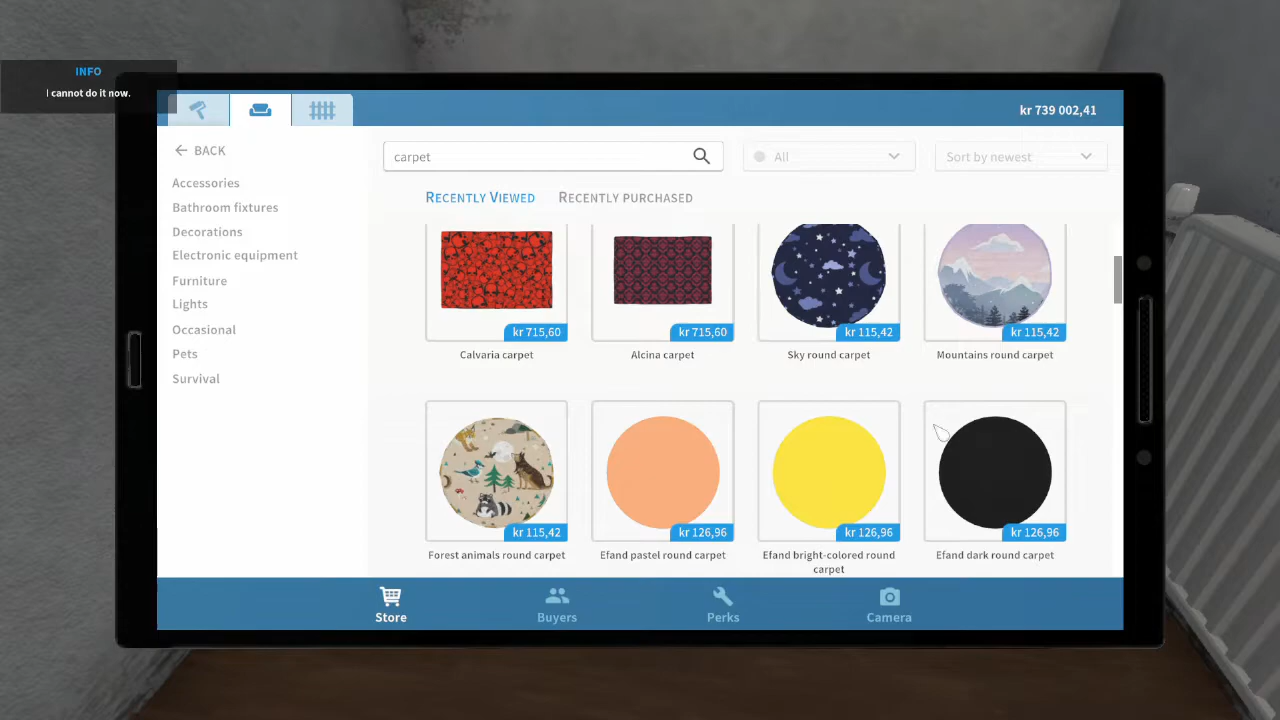 INFO
I cannot do it now.
kr 739 002,41
BACK
carpet
All
Sort by newest
RECENTLY VIEWED
RECENTLY PURCHASED
Accessories
Bathroom fixtures
Decorations
Electronic equipment
Furniture
Lights
Occasional
Pets
Survival
kr 715,60
kr 715,60
kr 115,42
kr 115,42
Calvaria carpet
Alcina carpet
Sky round carpet
Mountains round carpet
kr 115,42
kr 126,96
kr 126,96
kr 126,96
Forest animals round carpet
Efand pastel round carpet
Efand bright-colored round
carpet
Efand dark round carpet
Store
Buyers
Perks
Camera